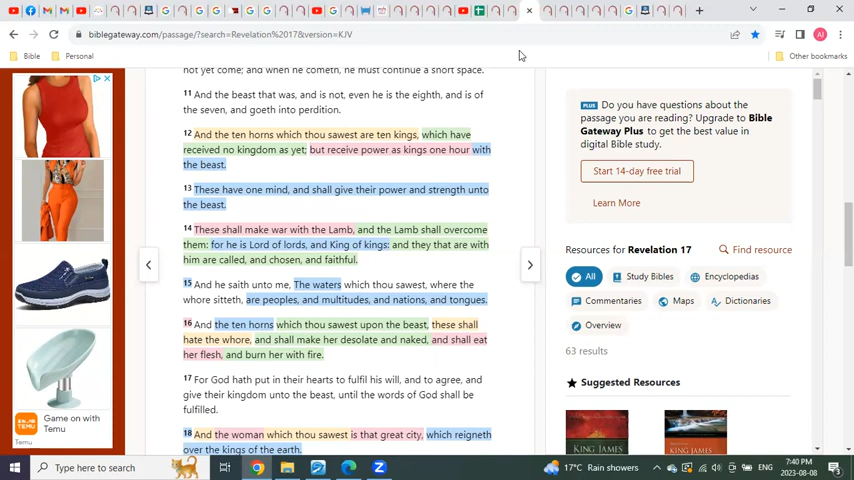 biblegateway.com/passage/?search=Revelation%2017&version=KJV
Bible
Personal
Other bookmarks
not yet come; and when he cometh, he must continue a short space.
11 And the beast that was, and is not, even he is the eighth, and is of
the seven, and goeth into perdition.
12 And the ten horns which thou sawest are ten kings, which have
received no kingdom as yet; but receive power as kings one hour with
the beast.
13 These have one mind, and shall give their power and strength unto
the beast.
14 These shall make war with the Lamb, and the Lamb shall overcome
them: for he is Lord of lords, and King of kings: and they that are with
him are called, and chosen, and faithful.
15 And he saith unto me, The waters which thou sawest, where the
whore sitteth, are peoples, and multitudes, and nations, and tongues.
16 And the ten horns which thou sawest upon the beast, these shall
hate the whore, and shall make her desolate and naked, and shall eat
her flesh, and burn her with fire.
17 For God hath put in their hearts to fulfil his will, and to agree, and
give their kingdom unto the beast, until the words of God shall be
fulfilled.
18 And the woman which thou sawest is that great city, which reigneth
over the kings of the earth.
PLUS Do you have questions about the
passage you are reading? Upgrade to Bible
Gateway Plus to get the best value in
digital Bible study.
Start 14-day free trial
Learn More
Resources for Revelation 17
Find resource
All
Study Bibles
Encyclopedias
Commentaries
Maps
Dictionaries
Overview
63 results
Suggested Resources
KING JAMES
KING JAMES
Game on with
Temu
Temu
Type here to search
17°C Rain showers
ENG
7:40 PM
2023-08-08